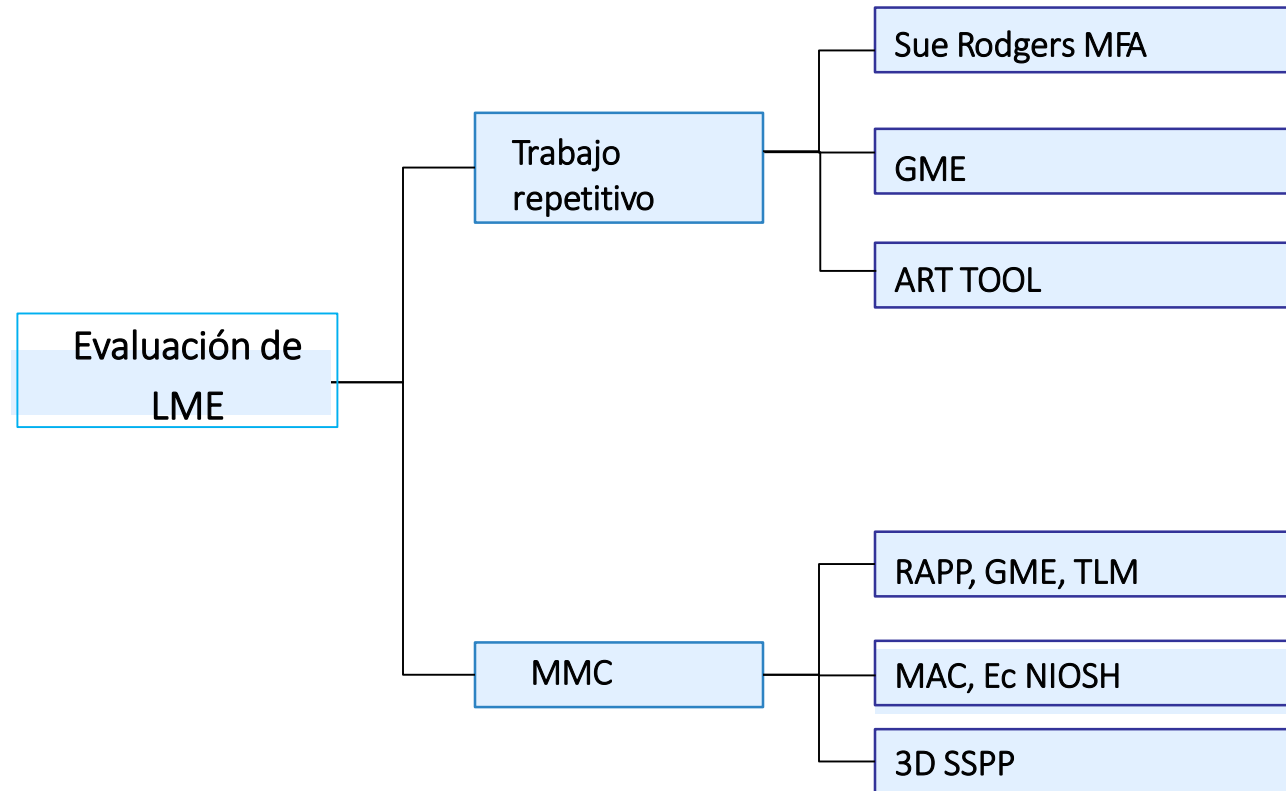 Evaluación de
LME
Trabajo
repetitivo
Sue Rodgers MFA
GME
ART TOOL
MMC
RAPP, GME, TLM
MAC, Ec NIOSH
3D SSPP